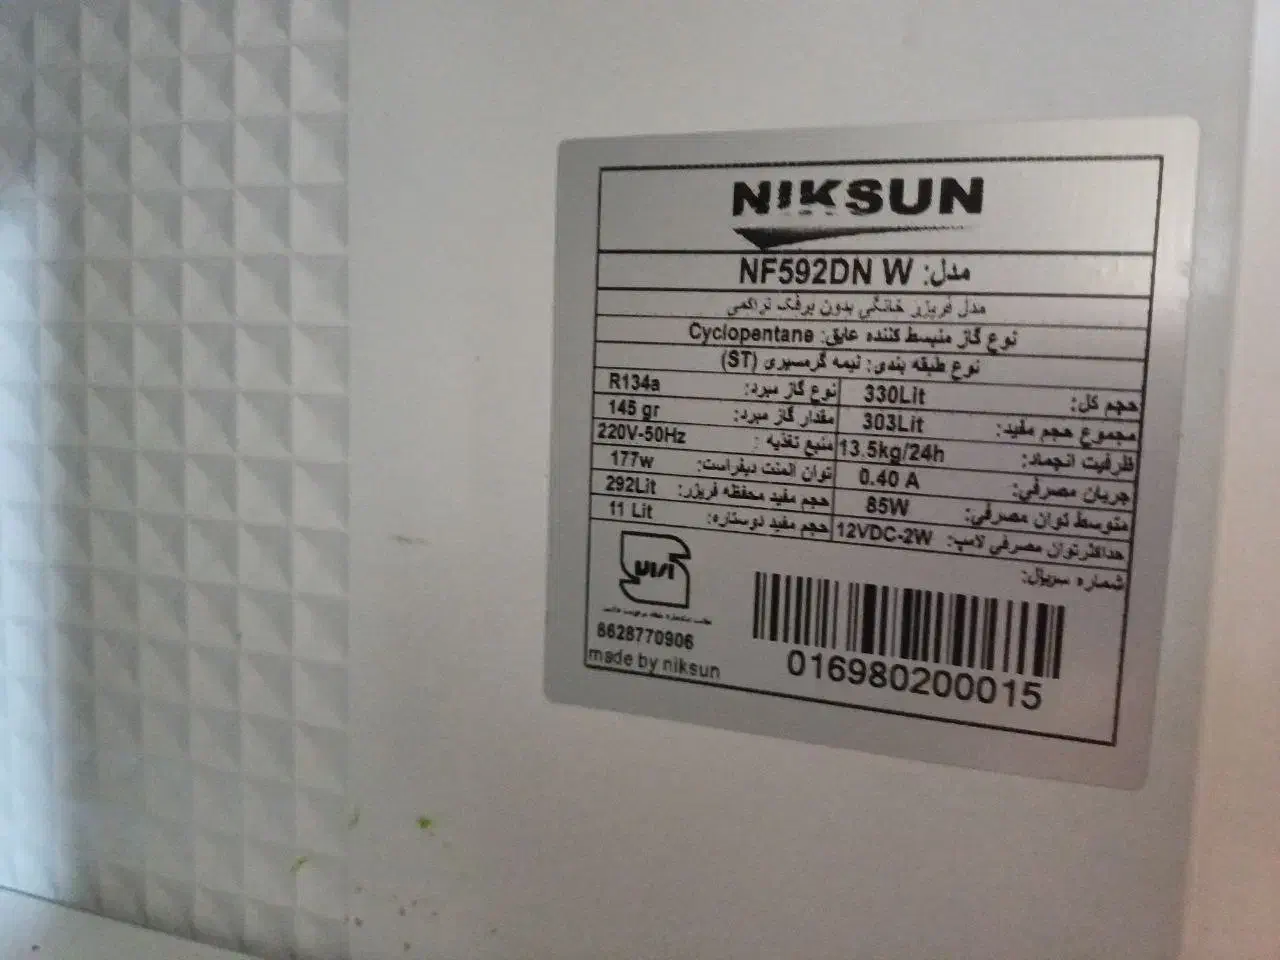 NIKSUN
مدل: NF592DN W
مدل فریزر خانگی بدون برفک تراکمی
نوع گاز منبسط کننده عایق: Cyclopentane
نوع طبقه بندی: نیمه گرمسیری (ST)
حجم کل: 330Lit نوع گاز مبرد: R134a
مجموع حجم مفید: 303Lit مقدار گاز مبرد: 145 gr
ظرفیت انجماد: 13.5kg/24h منبع تغذیه : 220V-50Hz
جریان مصرفی: 0.40 A توان المنت دیفراست: 177w
متوسط توان مصرفی: 85W حجم مفید محفظه فریزر: 292Lit
حداکثر توان مصرفی لامپ: 12VDC-2W حجم مفید دوستاره: 11 Lit
شماره سریال:
8628770906
016980200015
made by niksun